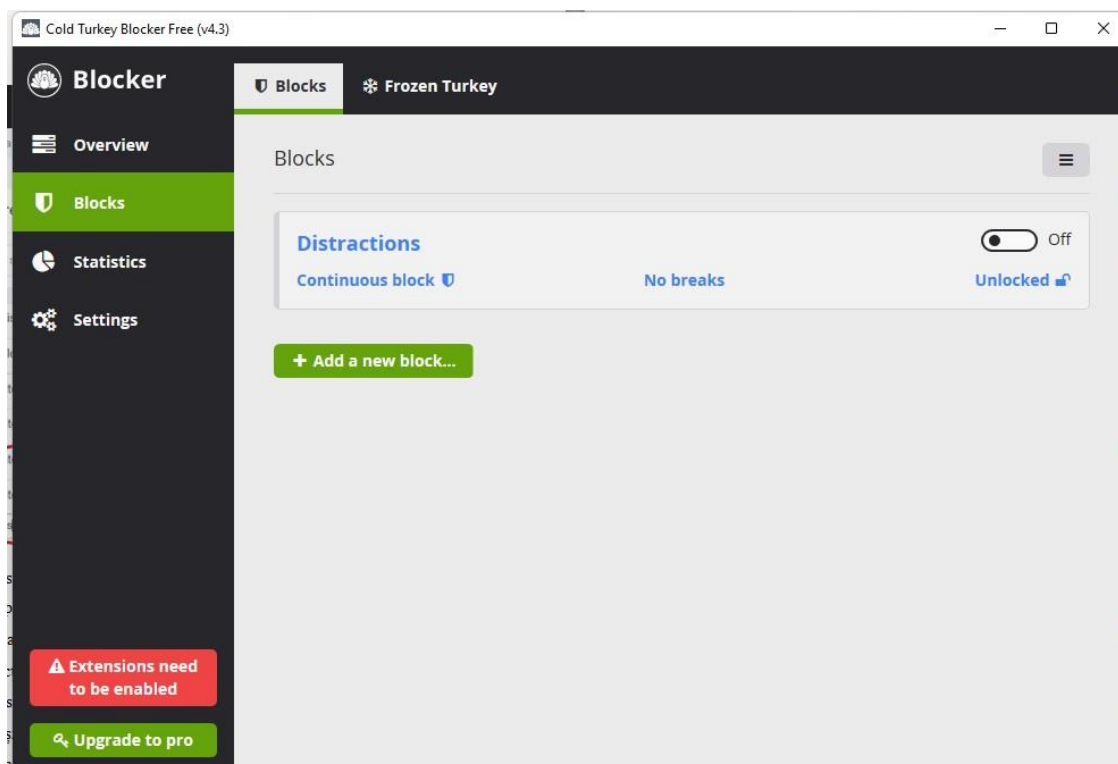 Cold Turkey Blocker Free (v4.3)
Blocker
Blocks
Frozen Turkey
Overview
Blocks
Statistics
Settings
Blocks
Distractions
Off
Continuous block
No breaks
Unlocked
+ Add a new block...
Extensions need
to be enabled
Upgrade to pro